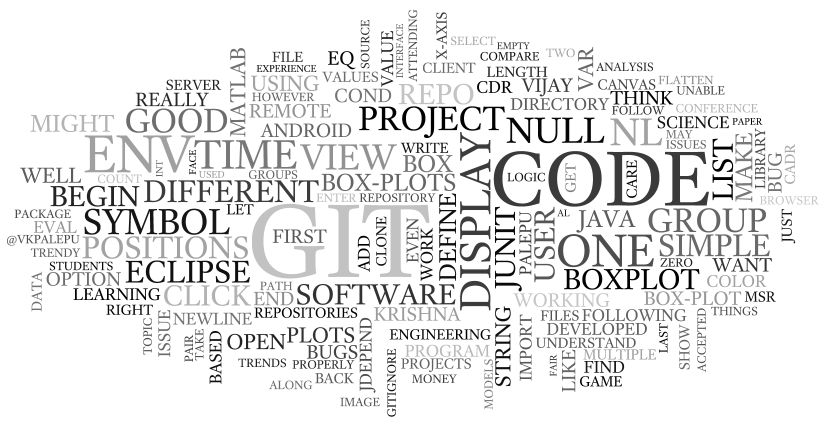 SELECT
EMPTY
TWO
COMPARE
X-AXIS
ATTENDING
INTERFACE
VALUE
SOURCE
FILE
EXPERIENCE
EQ
CLIENT
LENGTH
VAR
ANALYSIS
MATLAB
SERVER
USING
VALUES
COND
REPO
CDR
VIJAY
CANVAS
FLATTEN
UNABLE
REALLY
HOWEVER
REMOTE
DIRECTORY
THINK
FOLLOW
CONFERENCE
MIGHT
GOOD
ANDROID
PROJECT
NULL
NL
SCIENCE
PAPER
MAY
ISSUES
ENV
TIME
VIEW
WRITE
BOX
DISPLAY
CODE
LOGIC
GET
CARE
LIST
MAKE
LIBRARY
BUG
CADR
WELL
COUNT
INT
FACE
USED
GROUPS
BOX-PLOTS
BEGIN
DIFFERENT
ENTER
REPOSITORY
BROWSER
PACKAGE
EVAL
SYMBOL
LET
GIT
FIRST
ADD
CLONE
EVEN
WORK
DEFINE
JUNIT
PALEPU
USER
AL
JAVA
GROUP
JUST
@VKPALEPU
TRENDY
POSITIONS
ONE
SIMPLE
STUDENTS
ECLIPSE
ZERO
WANT
DATA
OPTION
PATH
BOXPLOT
COLOR
LEARNING
CLICK
END
SOFTWARE
WORKING
BOX-PLOT
MSR
RIGHT
NEWLINE
REPOSITORIES
KRISHNA
STRING
FILES
FOLLOWING
THINGS
TOPIC
ISSUE
PAIR
TAKE
BASED
OPEN
PLOTS
JDEPEND
ENGINEERING
IMPORT
DEVELOPED
UNDERSTAND
LAST
SHOW
ACCEPTED
BUGS
PROGRAM
FAIR
LIKE
MULTIPLE
TRENDS
PROPERLY
PROJECTS
MODELS
FIND
ALONG
BACK
GITIGNORE
MONEY
GAME
IMAGE